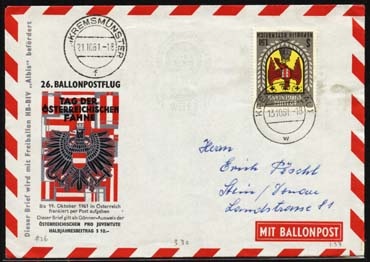 Dieser Brief wird mit Freiballon HB-BIV „Albis" befördert
KREMSMÜNSTER
21.10.61-18
f
26. BALLONPOSTFLUG
TAG DER
ÖSTERREICHISCHEN
FAHNE
Bis 19. Oktober 1961 in Österreich
frankiert per Post aufgeben
Dieser Brief gilt als Gönner-Ausweis der
ÖSTERREICHISCHEN PRO JUVENTUTE
HALBJAHRESBEITRAG S 10.-
REPUBLIK ÖSTERREICH
S
w
Herrn
Erich Pöschl
Stein / Donau
Landstrasse
MIT BALLONPOST